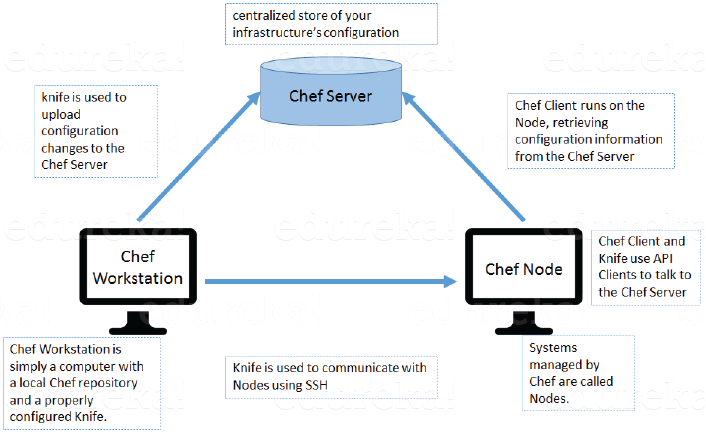 centralized store of your
infrastructure's configuration
Chef Server
knife is used to
upload
configuration
changes to the
Chef Server
Chef Client runs on the
Node, retrieving
configuration information
from the Chef Server
Chef
Workstation
Chef Node
Chef Client and
Knife use API
Clients to talk to
the Chef Server
Chef Workstation is
simply a computer with
a local Chef repository
and a properly
configured Knife.
Knife is used to communicate with
Nodes using SSH
Systems
managed by
Chef are called
Nodes.